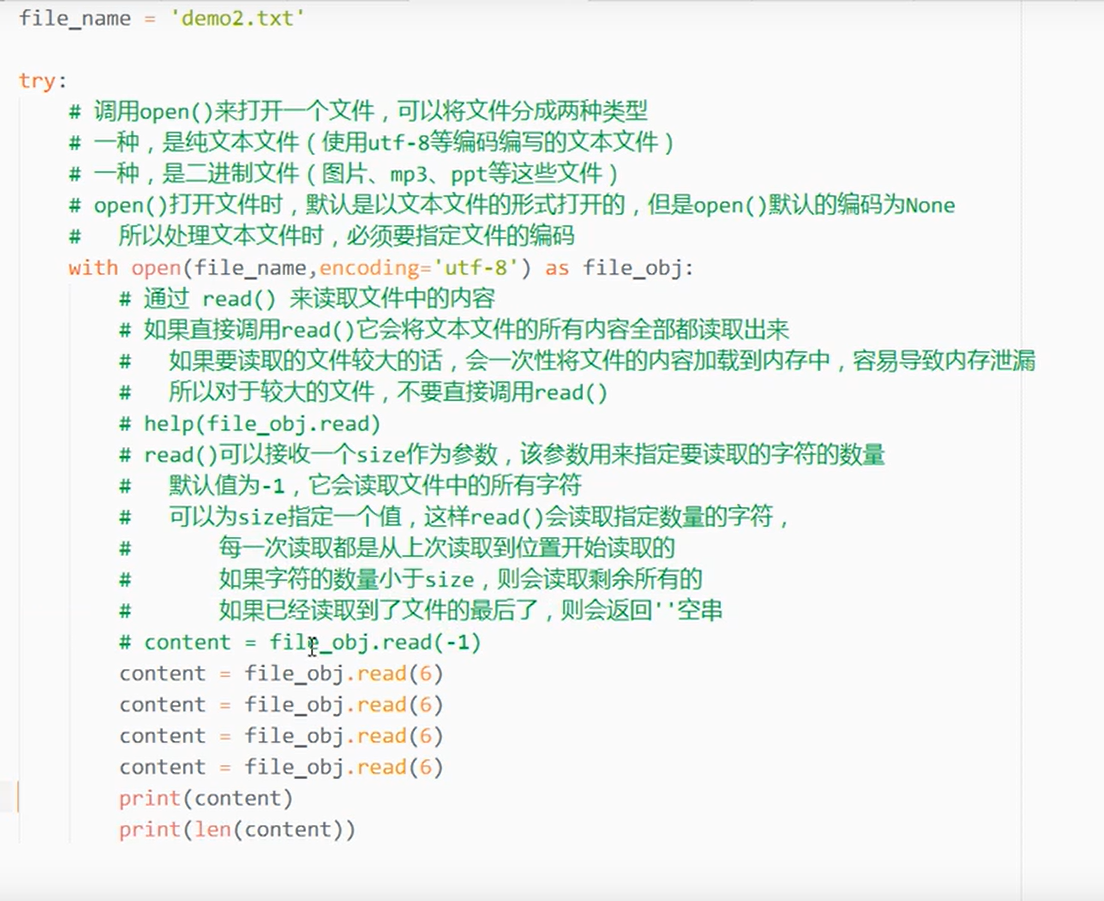 file_name = 'demo2.txt'
try:
# 调用open()来打开一个文件，可以将文件分成两种类型
# 一种，是纯文本文件（使用utf-8等编码编写的文本文件）
# 一种，是二进制文件（图片、mp3、ppt等这些文件）
# open()打开文件时，默认是以文本文件的形式打开的，但是open()默认的编码为None
#   所以处理文本文件时，必须要指定文件的编码
with open(file_name,encoding='utf-8') as file_obj:
# 通过 read() 来读取文件中的内容
# 如果直接调用read()它会将文本文件的所有内容全部都读取出来
#   如果要读取的文件较大的话，会一次性将文件的内容加载到内存中，容易导致内存泄漏
#   所以对于较大的文件，不要直接调用read()
# help(file_obj.read)
# read()可以接收一个size作为参数，该参数用来指定要读取的字符的数量
#   默认值为-1，它会读取文件中的所有字符
#   可以为size指定一个值，这样read()会读取指定数量的字符，
#       每一次读取都是从上次读取到位置开始读取的
#       如果字符的数量小于size，则会读取剩余所有的
#       如果已经读取到了文件的最后了，则会返回''空串
# content = file_obj.read(-1)
content = file_obj.read(6)
content = file_obj.read(6)
content = file_obj.read(6)
content = file_obj.read(6)
print(content)
print(len(content))